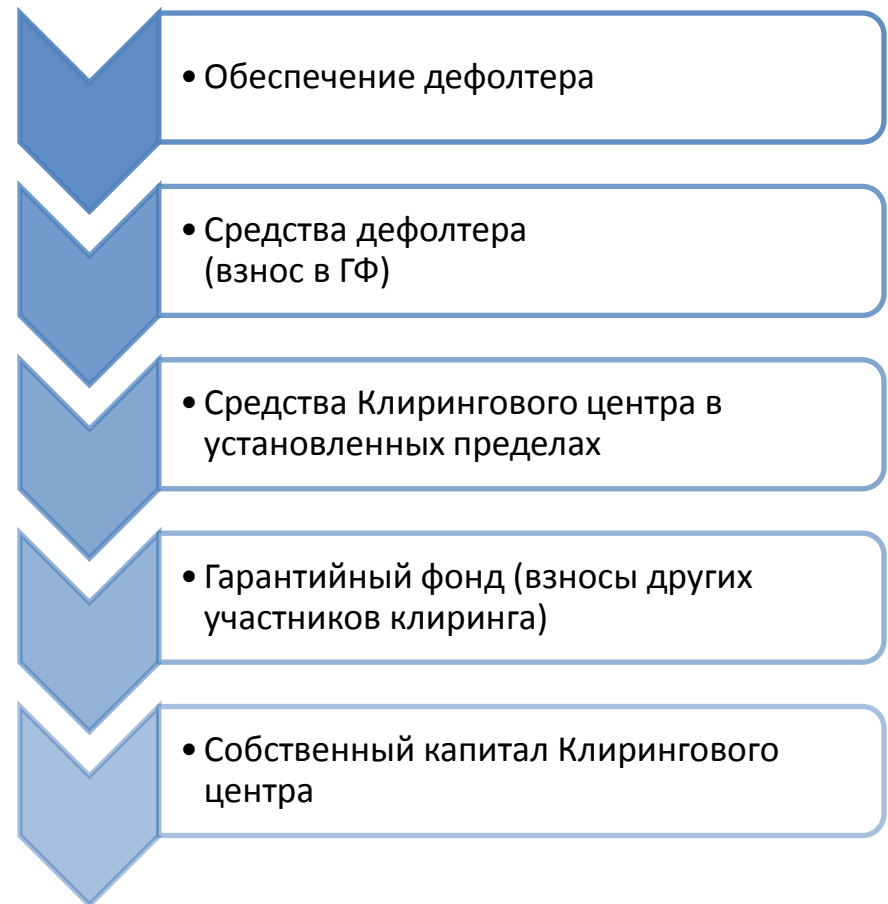 • Обеспечение дефолтера
• Средства дефолтера
(взнос в ГФ)
• Средства Клирингового центра в
установленных пределах
• Гарантийный фонд (взносы других
участников клиринга)
• Собственный капитал Клирингового
центра